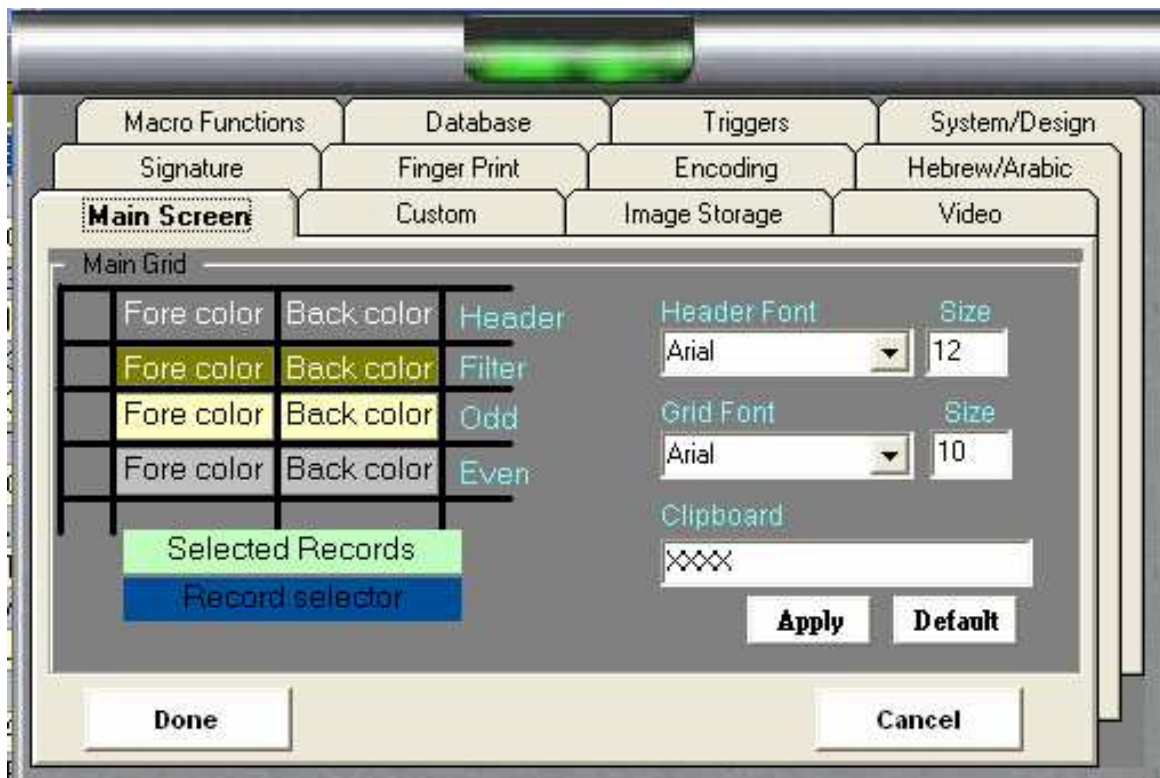 Macro Functions Database Triggers System/Design
Signature Finger Print Encoding Hebrew/Arabic
Main Screen Custom Image Storage Video
Main Grid
Fore color Back color Header
Fore color Back color Filter
Fore color Back color Odd
Fore color Back color Even
Selected Records
Record selector
Header Font Size
Arial 12
Grid Font Size
Arial 10
Clipboard
XXXX
Apply Default
Done Cancel